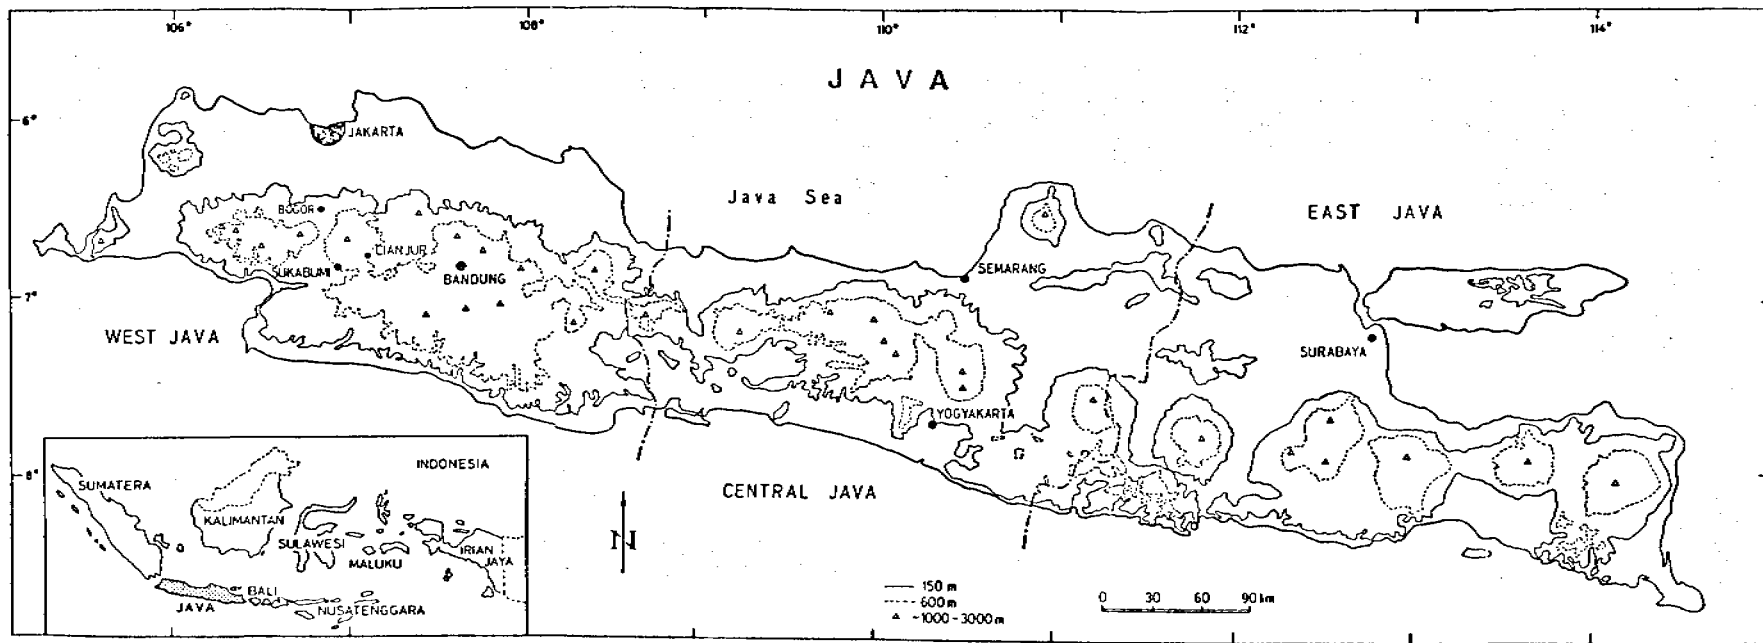 106° 108° 110° 112° 114°
JAVA
6°
JAKARTA
Java Sea
EAST JAVA
BOGOR
CIANJUR
SUKABUMI
BANDUNG
SEMARANG
7°
WEST JAVA
SURABAYA
YOGYAKARTA
8°
CENTRAL JAVA
N
INDONESIA
SUMATERA
KALIMANTAN
SULAWESI
MALUKU
IRIAN
JAYA
BALI
JAVA
NUSATENGGARA
150 m
600 m
~1000-3000 m
0 30 60 90 km